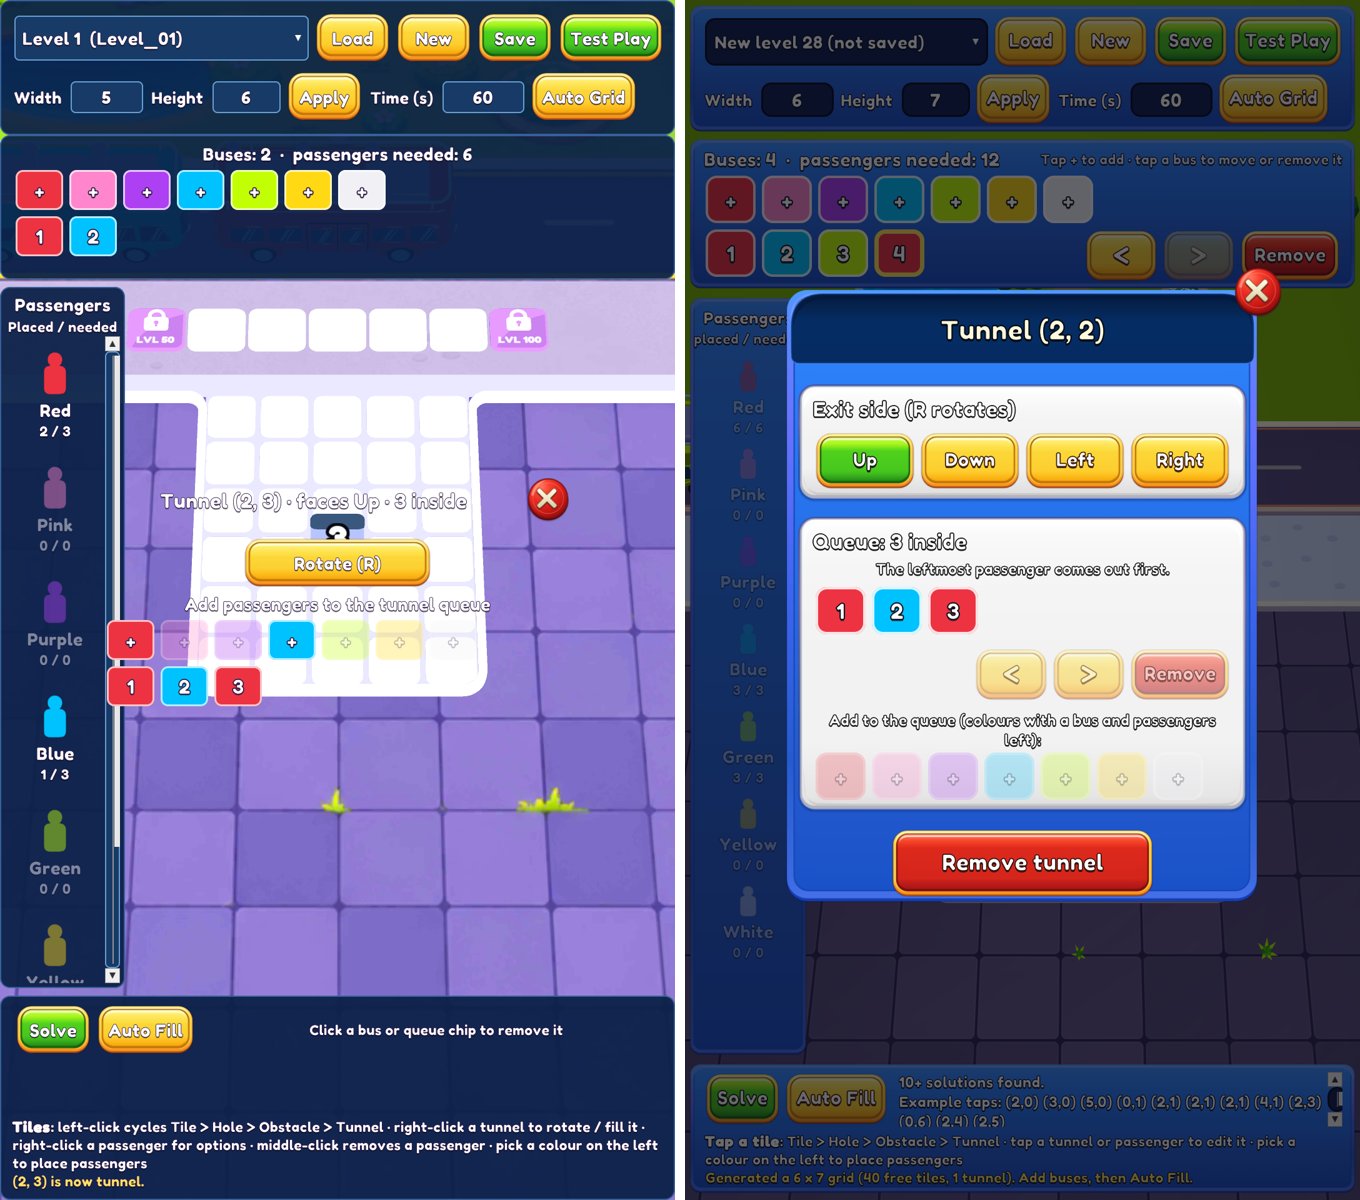 Level 1 (Level_01)
Load
New
Save
Test Play
Width
5
Height
6
Apply
Time (s)
60
Auto Grid
Buses: 2 · passengers needed: 6
+ + + + + + +
1 2
Passengers
Placed / needed
Red
2 / 3
Pink
0 / 0
Purple
0 / 0
Blue
1 / 3
Green
0 / 0
Yellow
LVL 50
LVL 100
Tunnel (2, 3) · faces Up · 3 inside
3
Rotate (R)
Add passengers to the tunnel queue
+ + + + + + +
1 2 3
Solve
Auto Fill
Click a bus or queue chip to remove it
Tiles: left-click cycles Tile > Hole > Obstacle > Tunnel · right-click a tunnel to rotate / fill it ·
right-click a passenger for options · middle-click removes a passenger · pick a colour on the left
to place passengers
(2, 3) is now tunnel.
New level 28 (not saved)
Load
New
Save
Test Play
Width
6
Height
7
Apply
Time (s)
60
Auto Grid
Buses: 4 · passengers needed: 12
Tap + to add · tap a bus to move or remove it
+ + + + + + +
1 2 3 4
<
>
Remove
Passenger
placed / need
Red
6 / 6
Pink
0 / 0
Purple
0 / 0
Blue
3 / 3
Green
3 / 3
Yellow
0 / 0
White
0 / 0
Tunnel (2, 2)
Exit side (R rotates)
Up
Down
Left
Right
Queue: 3 inside
The leftmost passenger comes out first.
1 2 3
<
>
Remove
Add to the queue (colours with a bus and passengers
left):
+ + + + + + +
Remove tunnel
Solve
Auto Fill
10+ solutions found.
Example taps: (2,0) (3,0) (5,0) (0,1) (2,1) (2,1) (2,1) (4,1) (2,3)
(0,6) (2,4) (2,5)
Tap a tile: Tile > Hole > Obstacle > Tunnel · tap a tunnel or passenger to edit it · pick a
colour on the left to place passengers
Generated a 6 x 7 grid (40 free tiles, 1 tunnel). Add buses, then Auto Fill.